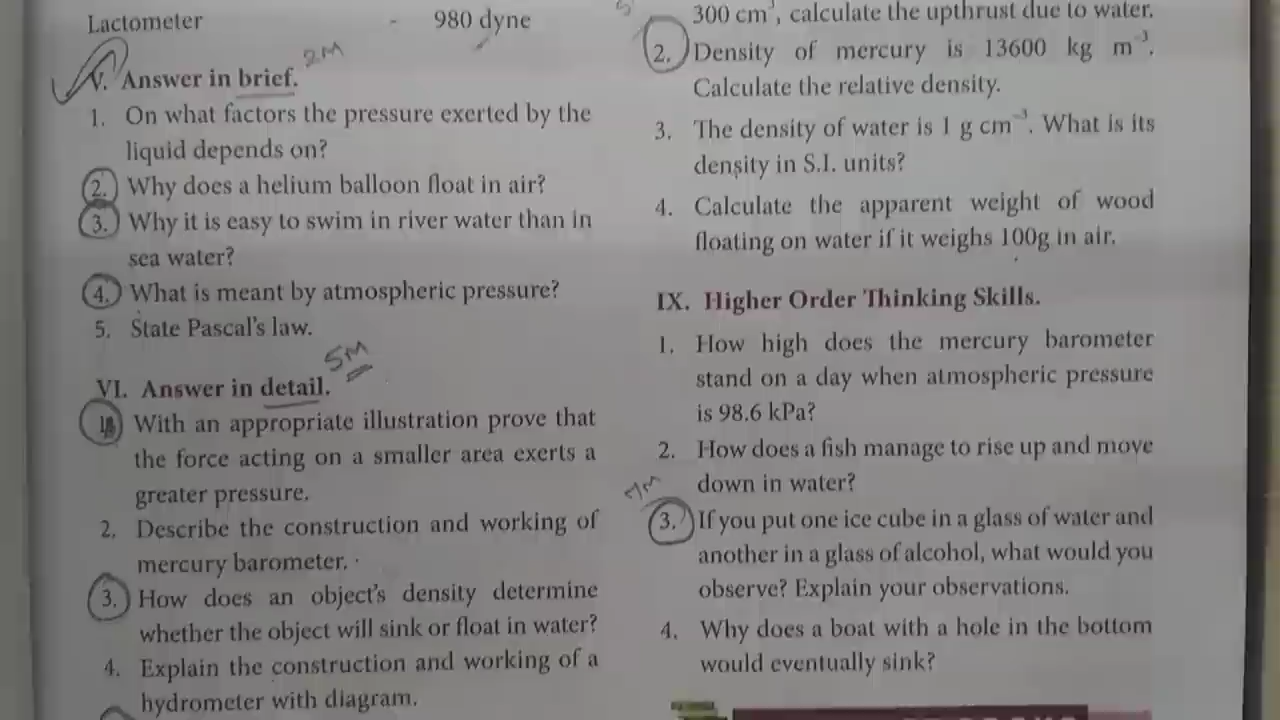 Lactometer - 980 dyne
V. Answer in brief. 2M
1. On what factors the pressure exerted by the
liquid depends on?
2. Why does a helium balloon float in air?
3. Why it is easy to swim in river water than in
sea water?
4. What is meant by atmospheric pressure?
5. State Pascal's law.
VI. Answer in detail. 5M
1. With an appropriate illustration prove that
the force acting on a smaller area exerts a
greater pressure.
2. Describe the construction and working of
mercury barometer.
3. How does an object's density determine
whether the object will sink or float in water?
4. Explain the construction and working of a
hydrometer with diagram.
300 cm³, calculate the upthrust due to water.
2. Density of mercury is 13600 kg m⁻³.
Calculate the relative density.
3. The density of water is 1 g cm⁻³. What is its
density in S.I. units?
4. Calculate the apparent weight of wood
floating on water if it weighs 100g in air.
IX. Higher Order Thinking Skills.
1. How high does the mercury barometer
stand on a day when atmospheric pressure
is 98.6 kPa?
2. How does a fish manage to rise up and move
down in water?
7M
3. If you put one ice cube in a glass of water and
another in a glass of alcohol, what would you
observe? Explain your observations.
4. Why does a boat with a hole in the bottom
would eventually sink?